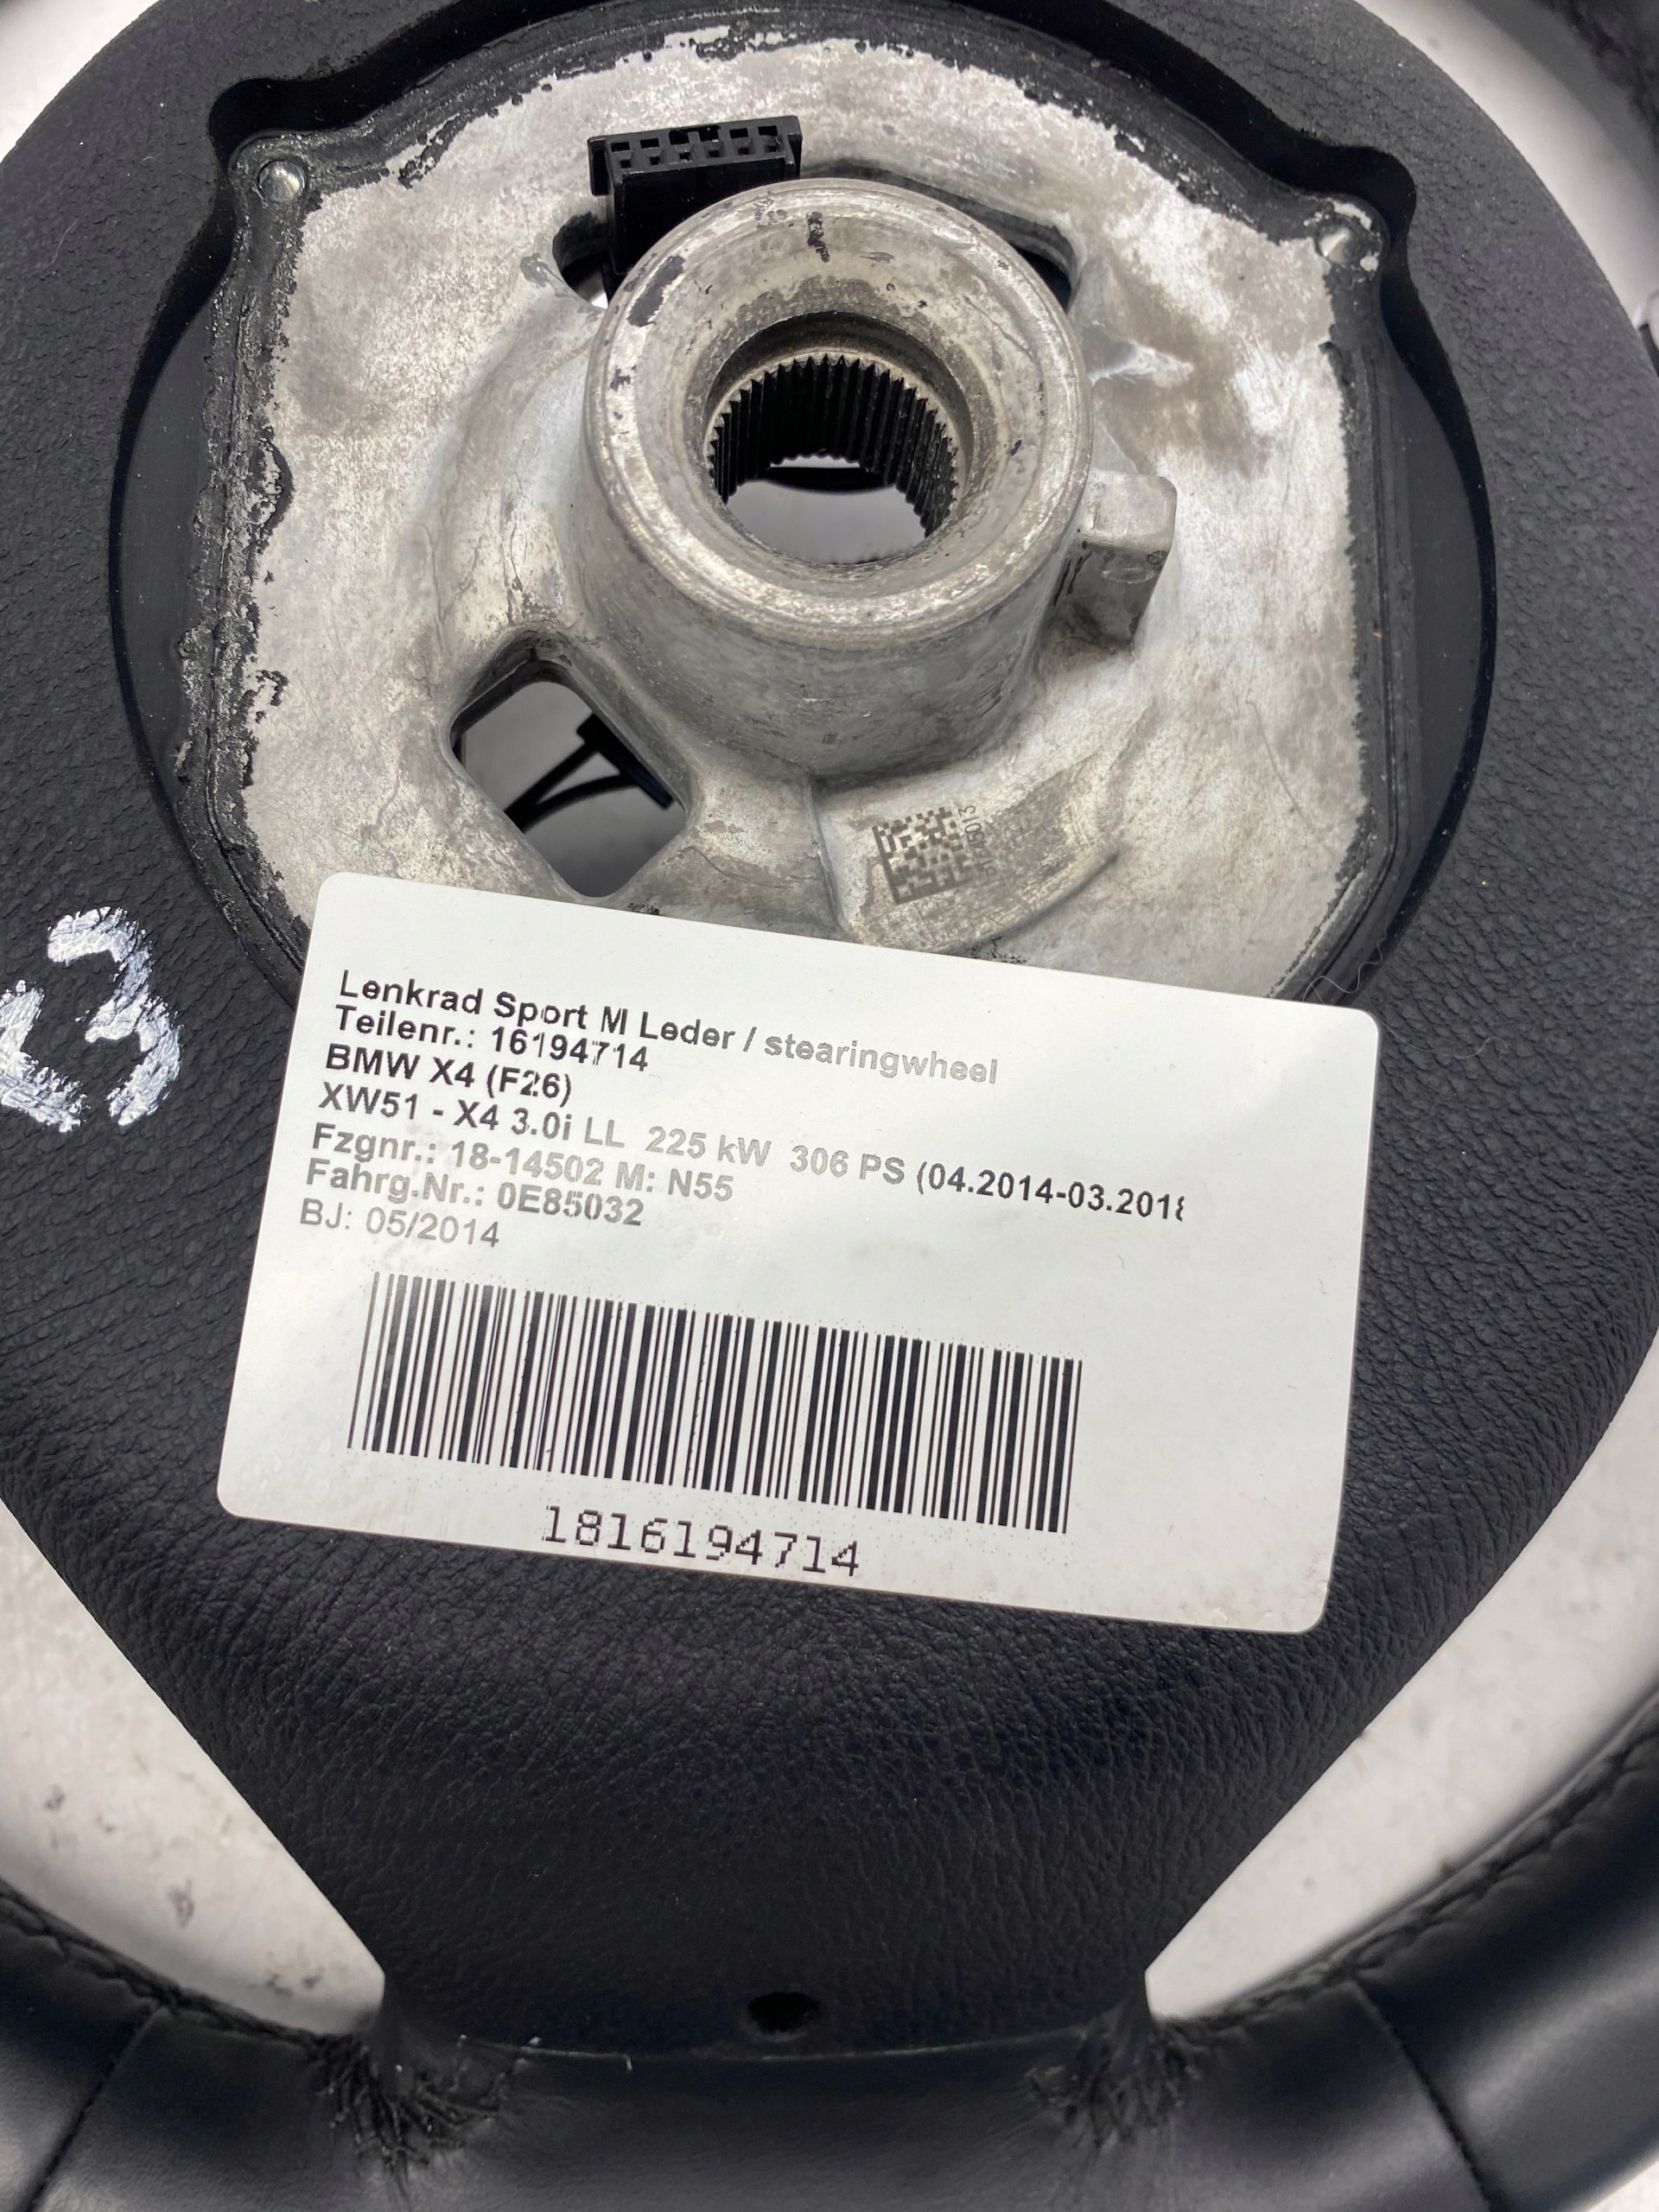 Lenkrad Sport M Leder / stearingwheel
Teilenr.: 16194714
BMW X4 (F26)
XW51 - X4 3.0i LL 225 kW 306 PS (04.2014-03.2018
Fzgnr.: 18-14502 M: N55
Fahrg.Nr.: 0E85032
BJ: 05/2014
1816194714